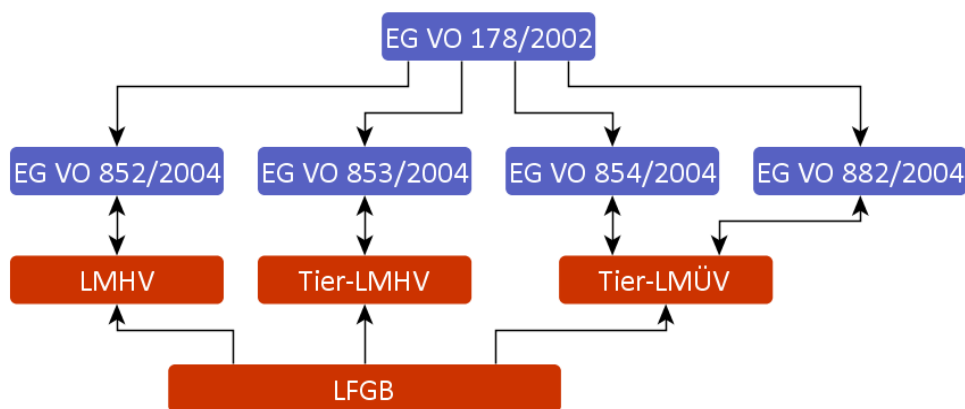 EG VO 178/2002
EG VO 852/2004
EG VO 853/2004
EG VO 854/2004
EG VO 882/2004
LMHV
Tier-LMHV
Tier-LMÜV
LFGB